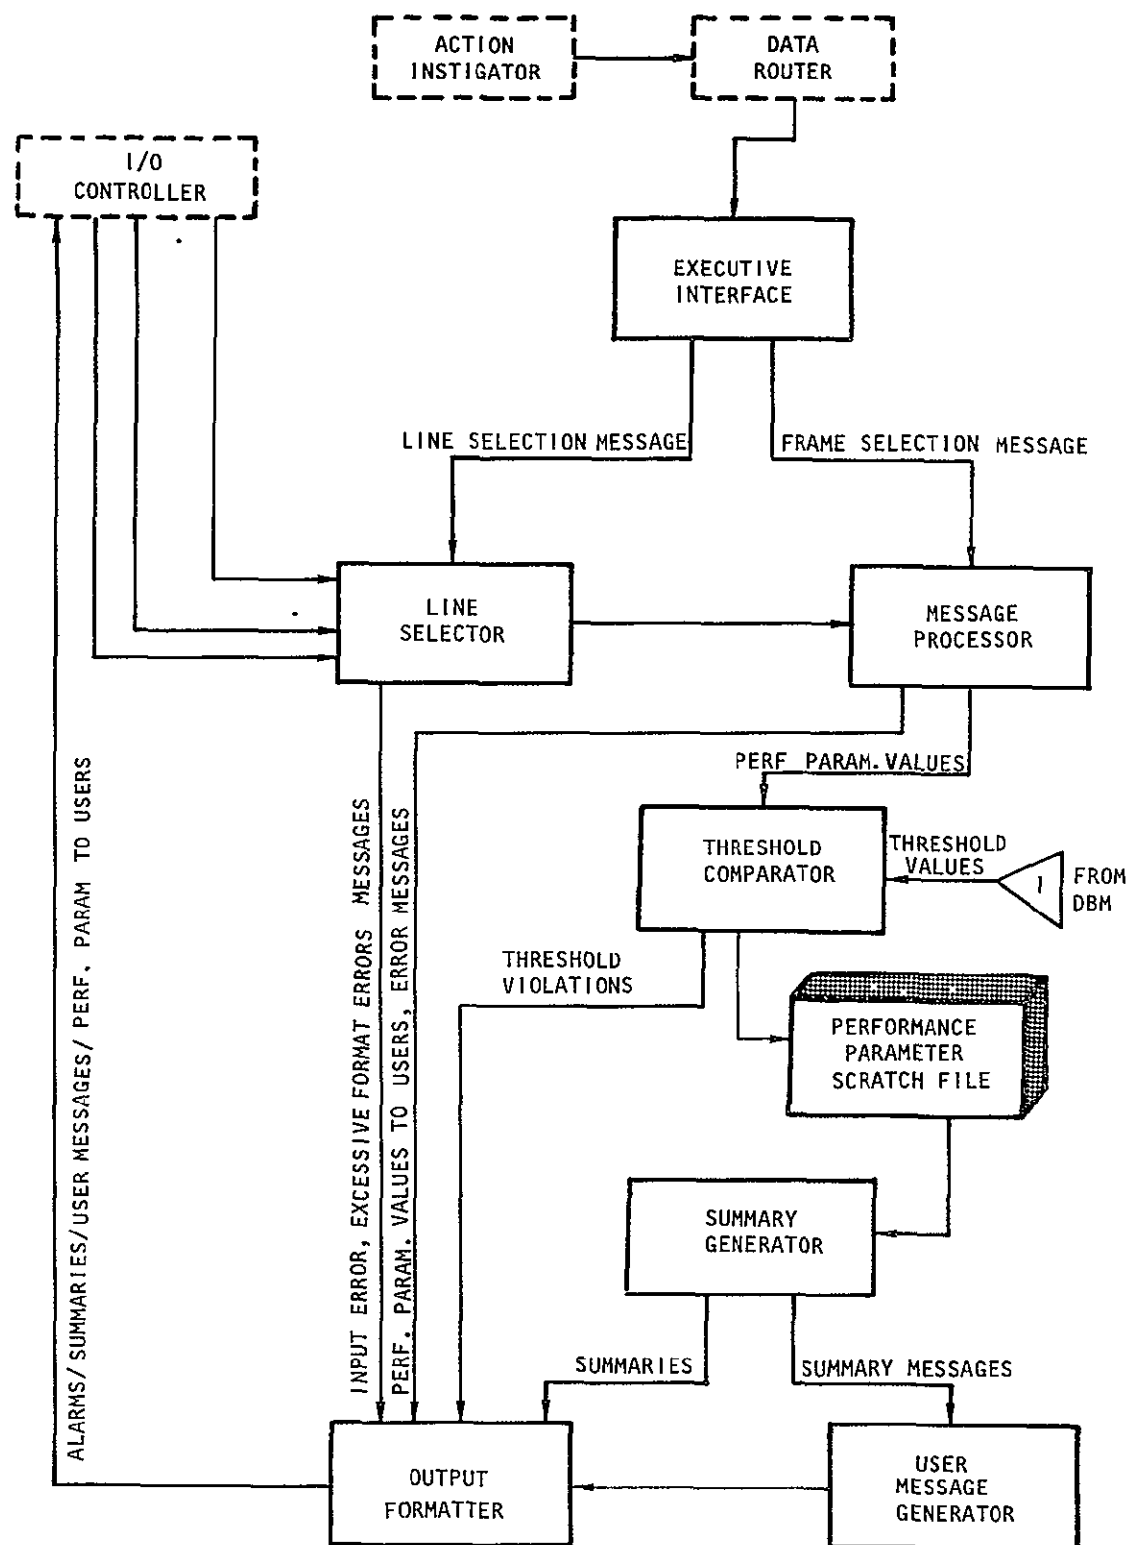 ACTION
INSTIGATOR
DATA
ROUTER
I/O
CONTROLLER
EXECUTIVE
INTERFACE
LINE SELECTION MESSAGE
FRAME SELECTION MESSAGE
LINE
SELECTOR
MESSAGE
PROCESSOR
PERF PARAM. VALUES
THRESHOLD
COMPARATOR
THRESHOLD
VALUES
1
FROM
DBM
THRESHOLD
VIOLATIONS
PERFORMANCE
PARAMETER
SCRATCH FILE
SUMMARY
GENERATOR
SUMMARIES
SUMMARY MESSAGES
OUTPUT
FORMATTER
USER
MESSAGE
GENERATOR
ALARMS/SUMMARIES/USER MESSAGES/ PERF. PARAM TO USERS
INPUT ERROR, EXCESSIVE FORMAT ERRORS MESSAGES
PERF. PARAM. VALUES TO USERS, ERROR MESSAGES